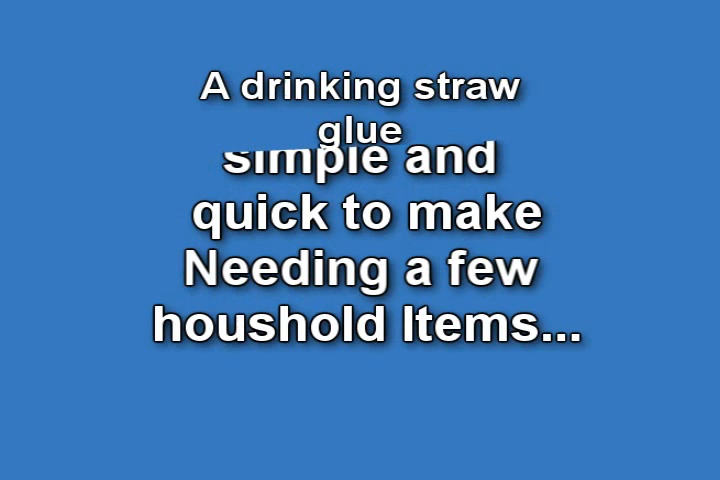 A drinking straw
glue
simple and
quick to make
Needing a few
houshold Items...